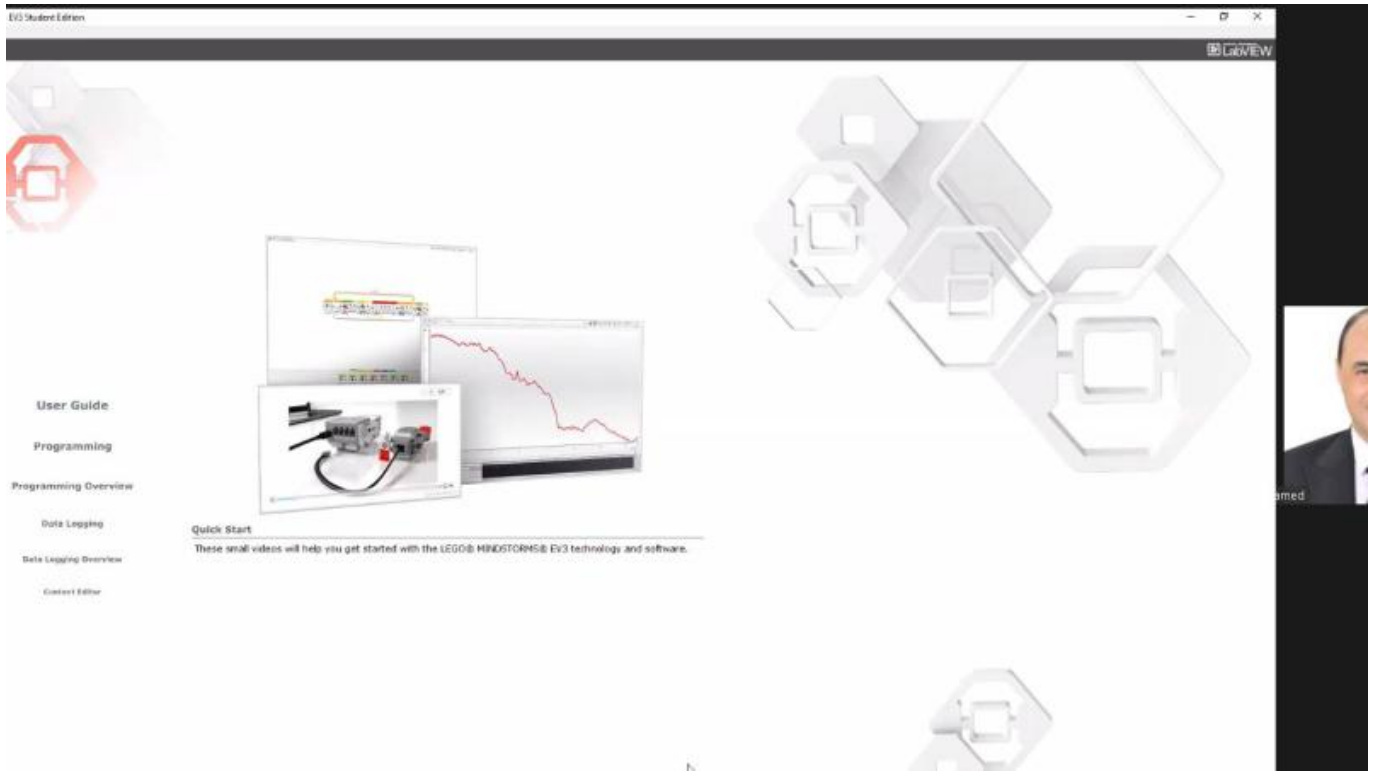 EV3 Student Edition
LabVIEW
User Guide
Programming
Programming Overview
Data Logging
Data Logging Overview
Content Editor
Quick Start
These small videos will help you get started with the LEGO® MINDSTORMS® EV3 technology and software.
amed